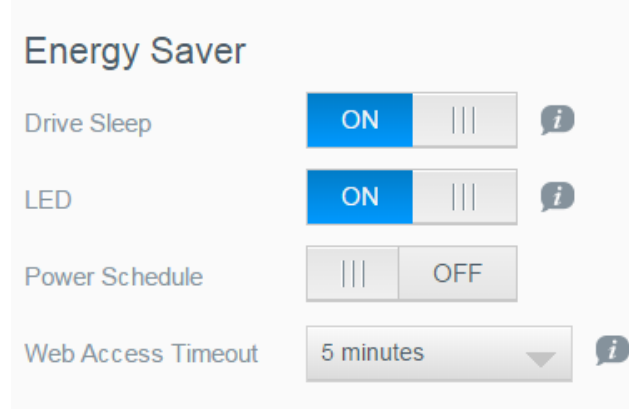 Energy Saver
Drive Sleep ON
LED ON
Power Schedule OFF
Web Access Timeout 5 minutes